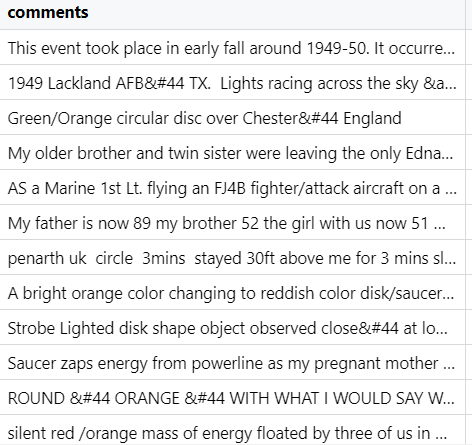 comments
This event took place in early fall around 1949-50. It occurre...
1949 Lackland AFB&#44 TX.  Lights racing across the sky &a...
Green/Orange circular disc over Chester&#44 England
My older brother and twin sister were leaving the only Edna...
AS a Marine 1st Lt. flying an FJ4B fighter/attack aircraft on a ...
My father is now 89 my brother 52 the girl with us now 51 ...
penarth uk  circle  3mins  stayed 30ft above me for 3 mins sl...
A bright orange color changing to reddish color disk/saucer...
Strobe Lighted disk shape object observed close&#44 at lo...
Saucer zaps energy from powerline as my pregnant mother ...
ROUND &#44 ORANGE &#44 WITH WHAT I WOULD SAY W...
silent red /orange mass of energy floated by three of us in ...